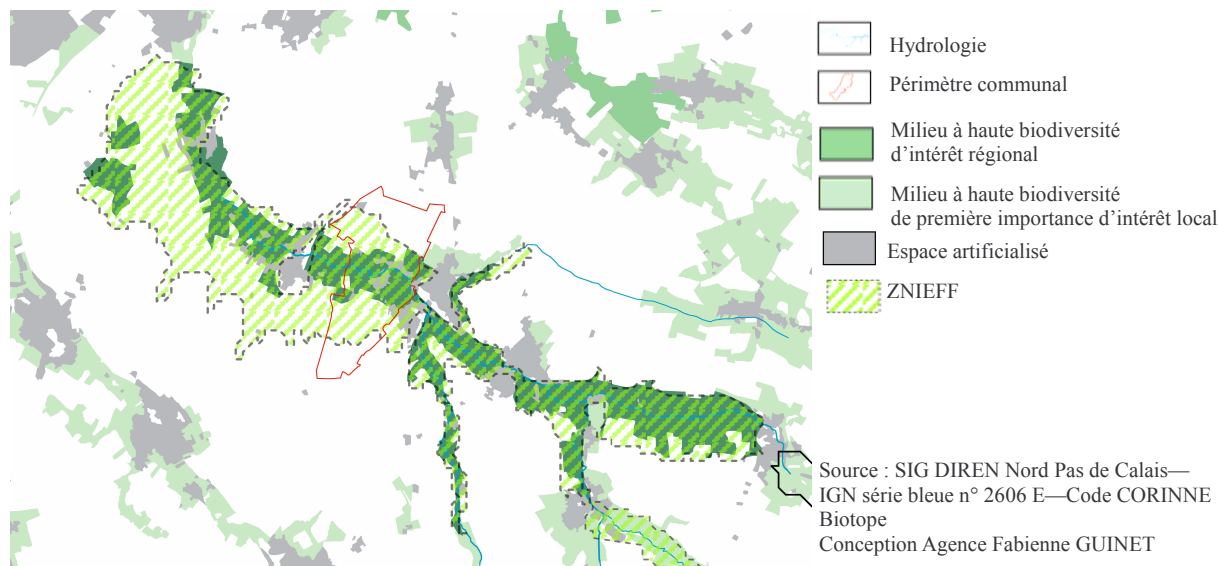 Hydrologie
Périmètre communal
Milieu à haute biodiversité
d’intérêt régional
Milieu à haute biodiversité
de première importance d’intérêt local
Espace artificialisé
ZNIEFF
Source : SIG DIREN Nord Pas de Calais—
IGN série bleue n° 2606 E—Code CORINNE
Biotope
Conception Agence Fabienne GUINET